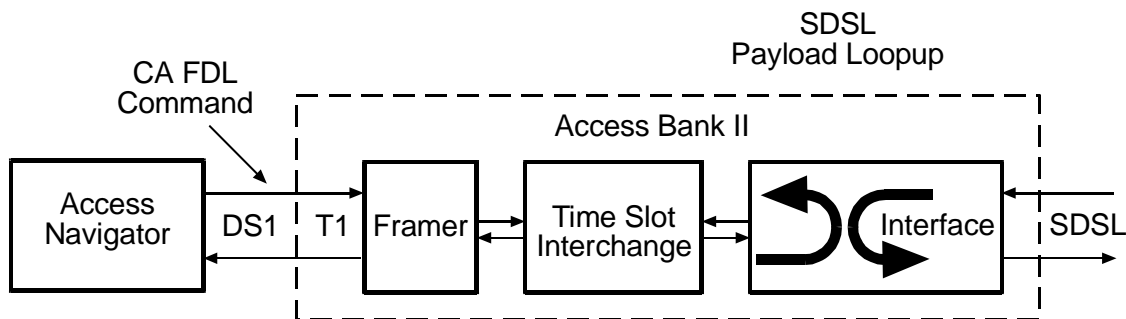 SDSL
Payload Loopup
CA FDL
Command
Access Bank II
Access
Navigator
DS1
T1
Framer
Time Slot
Interchange
Interface
SDSL